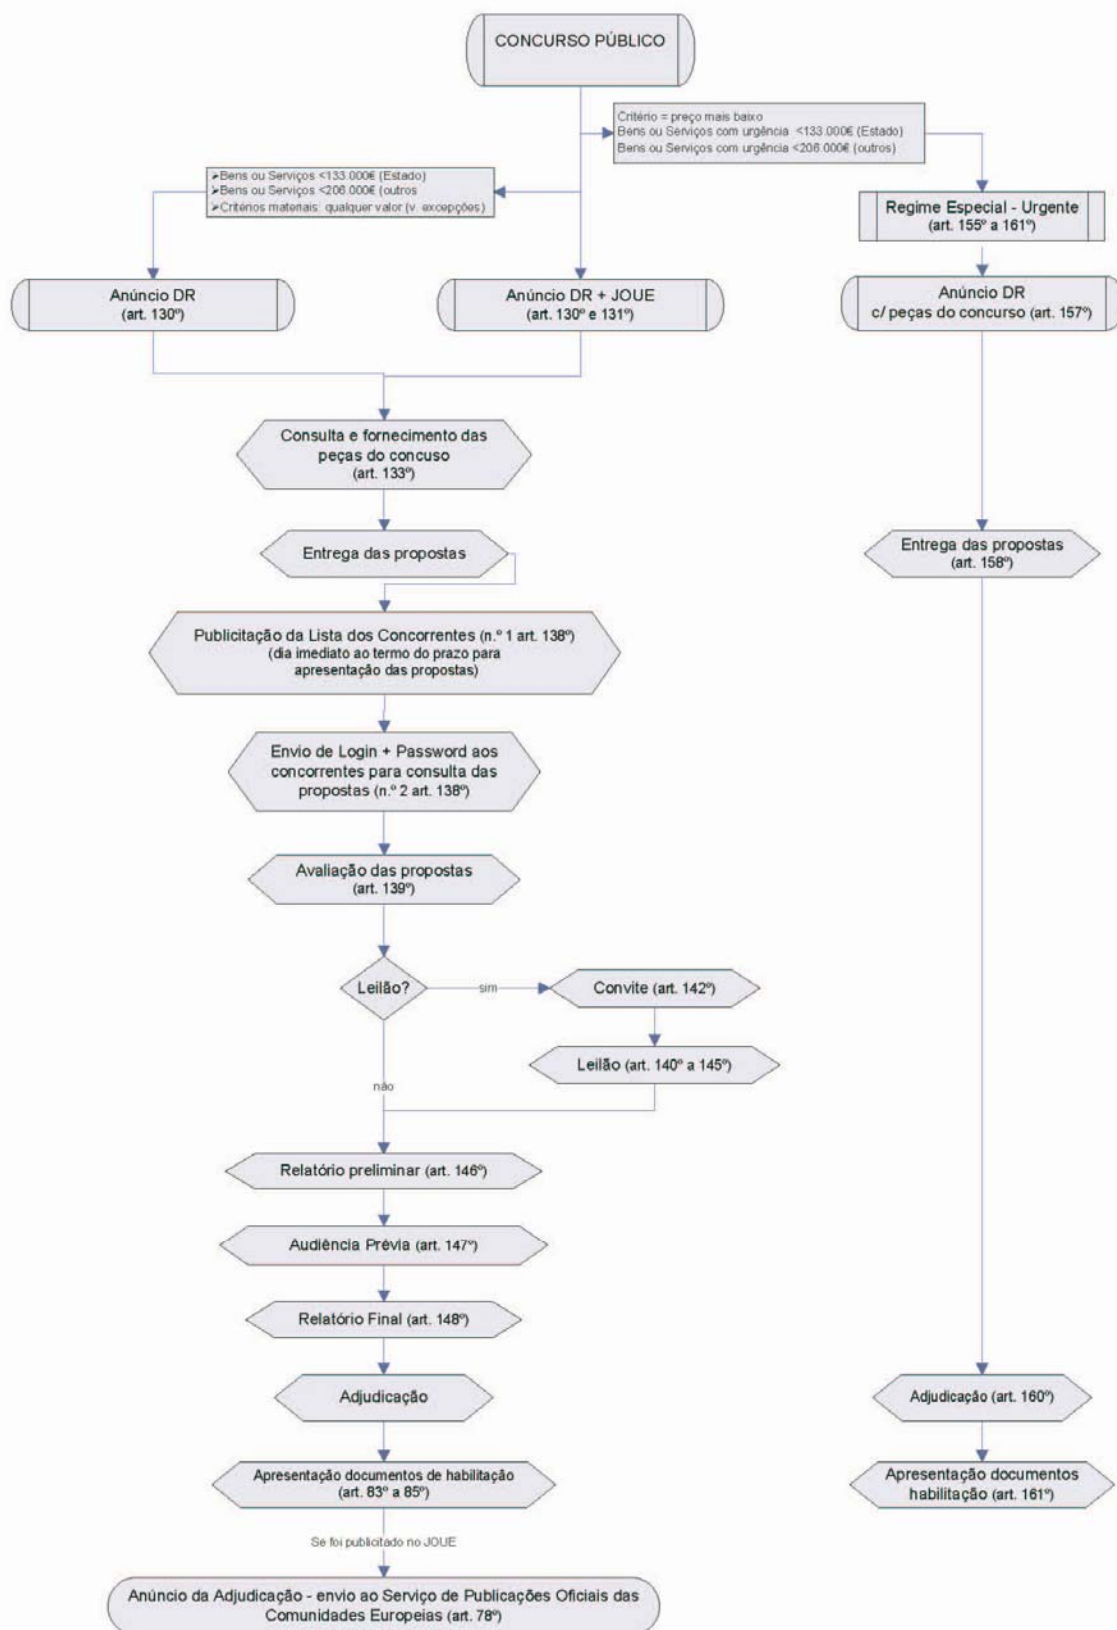 CONCURSO PÚBLICO
Critério = preço mais baixo
Bens ou Serviços com urgência <133.000€ (Estado)
Bens ou Serviços com urgência <206.000€ (outros)
➤Bens ou Serviços <133.000€ (Estado)
➤Bens ou Serviços <206.000€ (outros
➤Critérios materiais: qualquer valor (v. excepções)
Regime Especial - Urgente
(art. 155º a 161º)
Anúncio DR
(art. 130º)
Anúncio DR + JOUE
(art. 130º e 131º)
Anúncio DR
c/ peças do concurso (art. 157º)
Consulta e fornecimento das
peças do concuso
(art. 133º)
Entrega das propostas
Entrega das propostas
(art. 158º)
Publicitação da Lista dos Concorrentes (n.º 1 art. 138º)
(dia imediato ao termo do prazo para
apresentação das propostas)
Envio de Login + Password aos
concorrentes para consulta das
propostas (n.º 2 art. 138º)
Avaliação das propostas
(art. 139º)
Leilão?
sim
Convite (art. 142º)
Leilão (art. 140º a 145º)
não
Relatório preliminar (art. 146º)
Audiência Prévia (art. 147º)
Relatório Final (art. 148º)
Adjudicação
Adjudicação (art. 160º)
Apresentação documentos de habilitação
(art. 83º a 85º)
Apresentação documentos
habilitação (art. 161º)
Se foi publicitado no JOUE
Anúncio da Adjudicação - envio ao Serviço de Publicações Oficiais das
Comunidades Europeias (art. 78º)